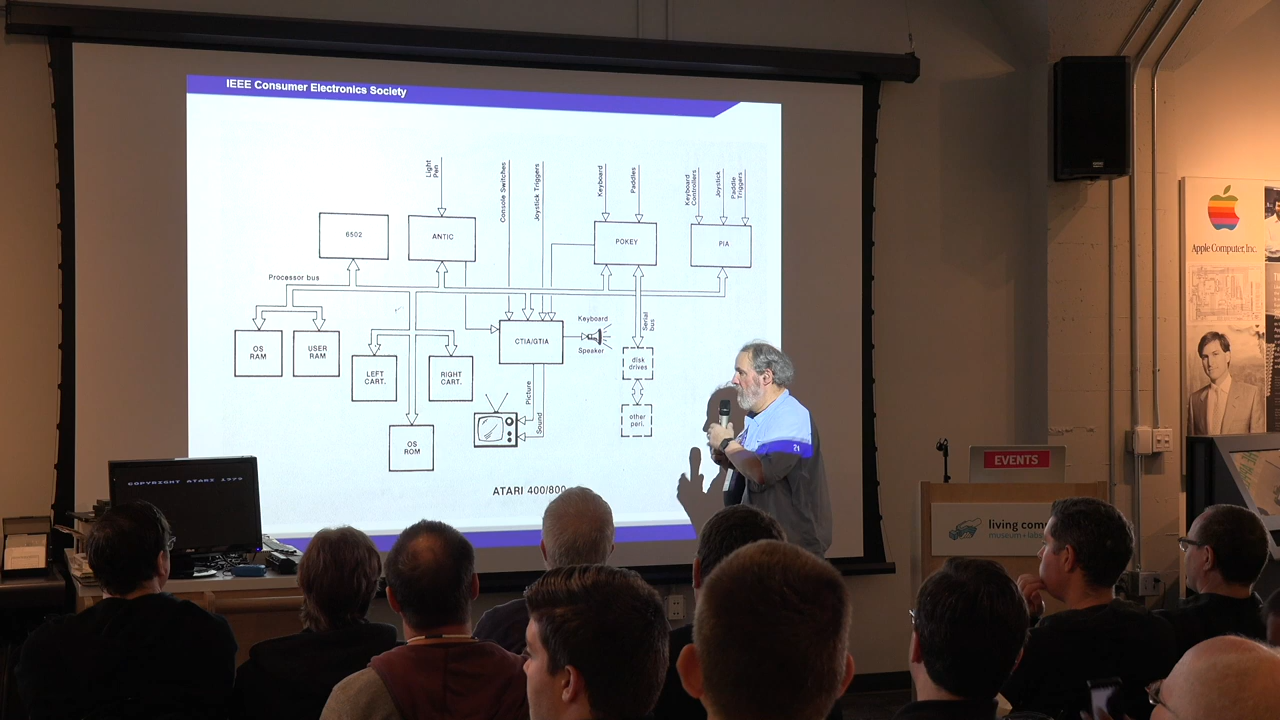 IEEE Consumer Electronics Society
Light
Pen
Console Switches
Joystick Triggers
Keyboard
Paddles
Keyboard
Controllers
Joystick
Paddle
Triggers
6502
ANTIC
POKEY
PIA
Processor bus
OS
RAM
USER
RAM
LEFT
CART.
RIGHT
CART.
CTIA/GTIA
Keyboard
Speaker
Serial
bus
disk
drives
other
peri.
Picture
Sound
OS
ROM
ATARI 400/800
COPYRIGHT ATARI 1979
21
EVENTS
living com
museum+labs
Apple Computer, Inc.